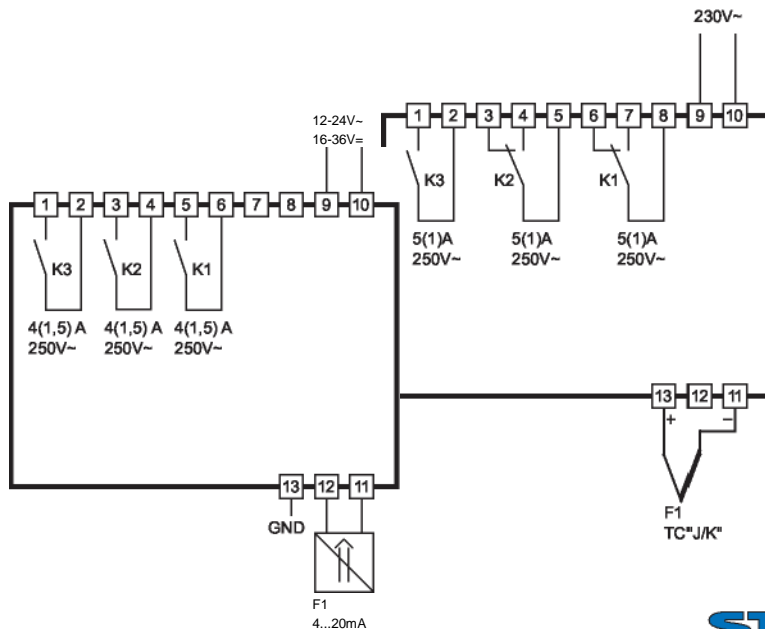 230V~
1 2 3 4 5 6 7 8 9 10
K3 K2 K1
5(1)A 5(1)A 5(1)A
250V~ 250V~ 250V~
12-24V~
16-36V=
1 2 3 4 5 6 7 8 9 10
K3 K2 K1
4(1,5) A 4(1,5) A 4(1,5) A
250V~ 250V~ 250V~
13 12 11
+ −
F1
TC"J/K"
13 12 11
GND
F1
4...20mA